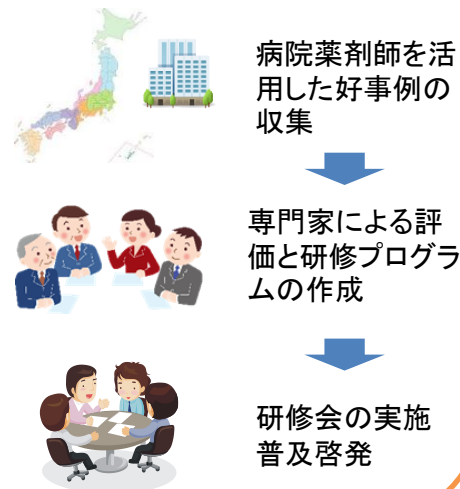 病院薬剤師を活
用した好事例の
収集
専門家による評
価と研修プログラ
ムの作成
研修会の実施
普及啓発